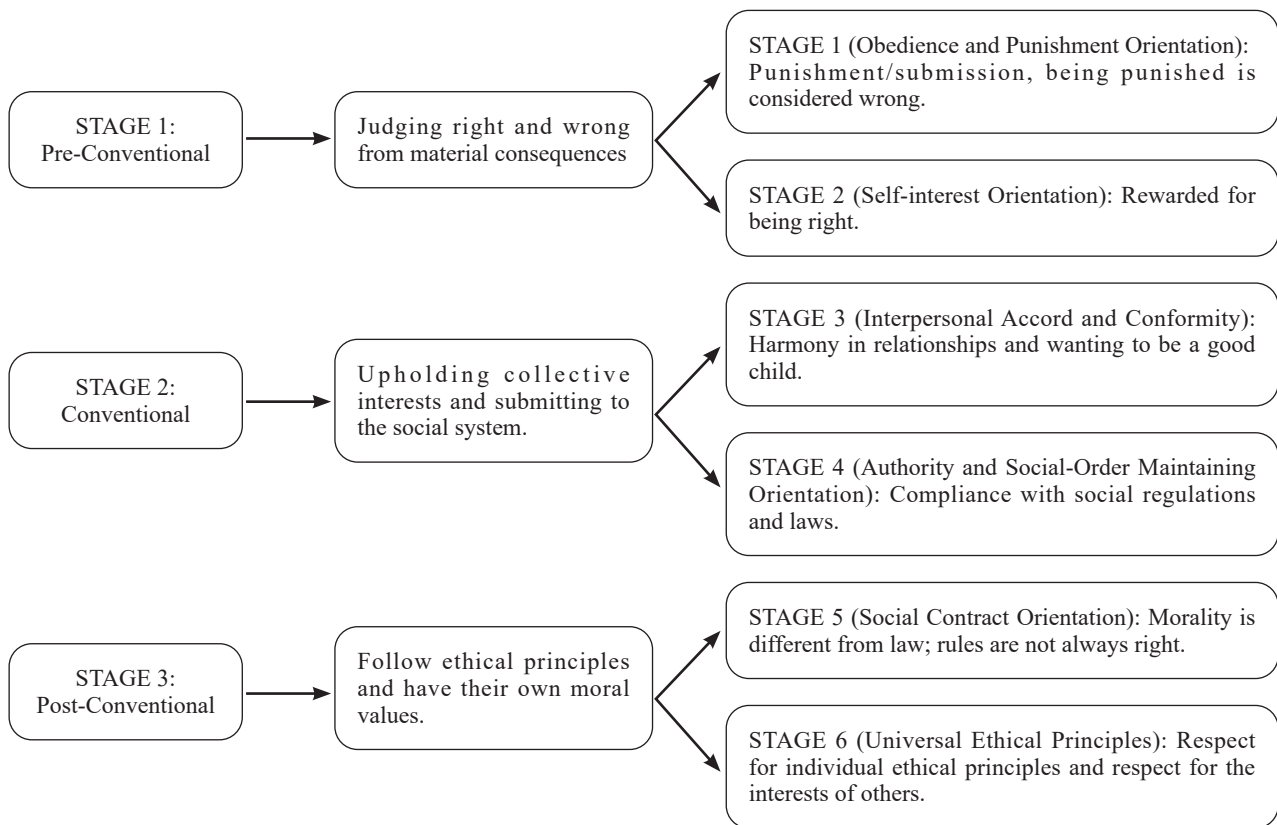 STAGE 1:
Pre-Conventional
Judging right and wrong
from material consequences
STAGE 1 (Obedience and Punishment Orientation):
Punishment/submission, being punished is
considered wrong.
STAGE 2 (Self-interest Orientation): Rewarded for
being right.
STAGE 2:
Conventional
Upholding collective
interests and submitting to
the social system.
STAGE 3 (Interpersonal Accord and Conformity):
Harmony in relationships and wanting to be a good
child.
STAGE 4 (Authority and Social-Order Maintaining
Orientation): Compliance with social regulations
and laws.
STAGE 3:
Post-Conventional
Follow ethical principles
and have their own moral
values.
STAGE 5 (Social Contract Orientation): Morality is
different from law; rules are not always right.
STAGE 6 (Universal Ethical Principles): Respect
for individual ethical principles and respect for the
interests of others.